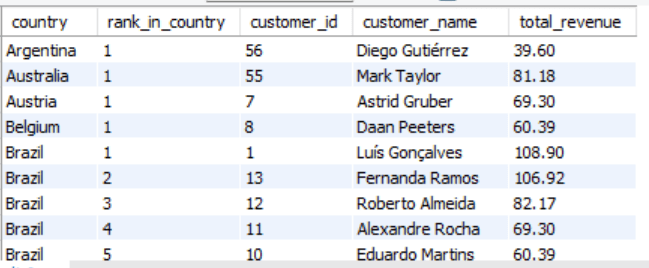 country rank_in_country customer_id customer_name total_revenue
Argentina 1 56 Diego Gutiérrez 39.60
Australia 1 55 Mark Taylor 81.18
Austria 1 7 Astrid Gruber 69.30
Belgium 1 8 Daan Peeters 60.39
Brazil 1 1 Luís Gonçalves 108.90
Brazil 2 13 Fernanda Ramos 106.92
Brazil 3 12 Roberto Almeida 82.17
Brazil 4 11 Alexandre Rocha 69.30
Brazil 5 10 Eduardo Martins 60.39